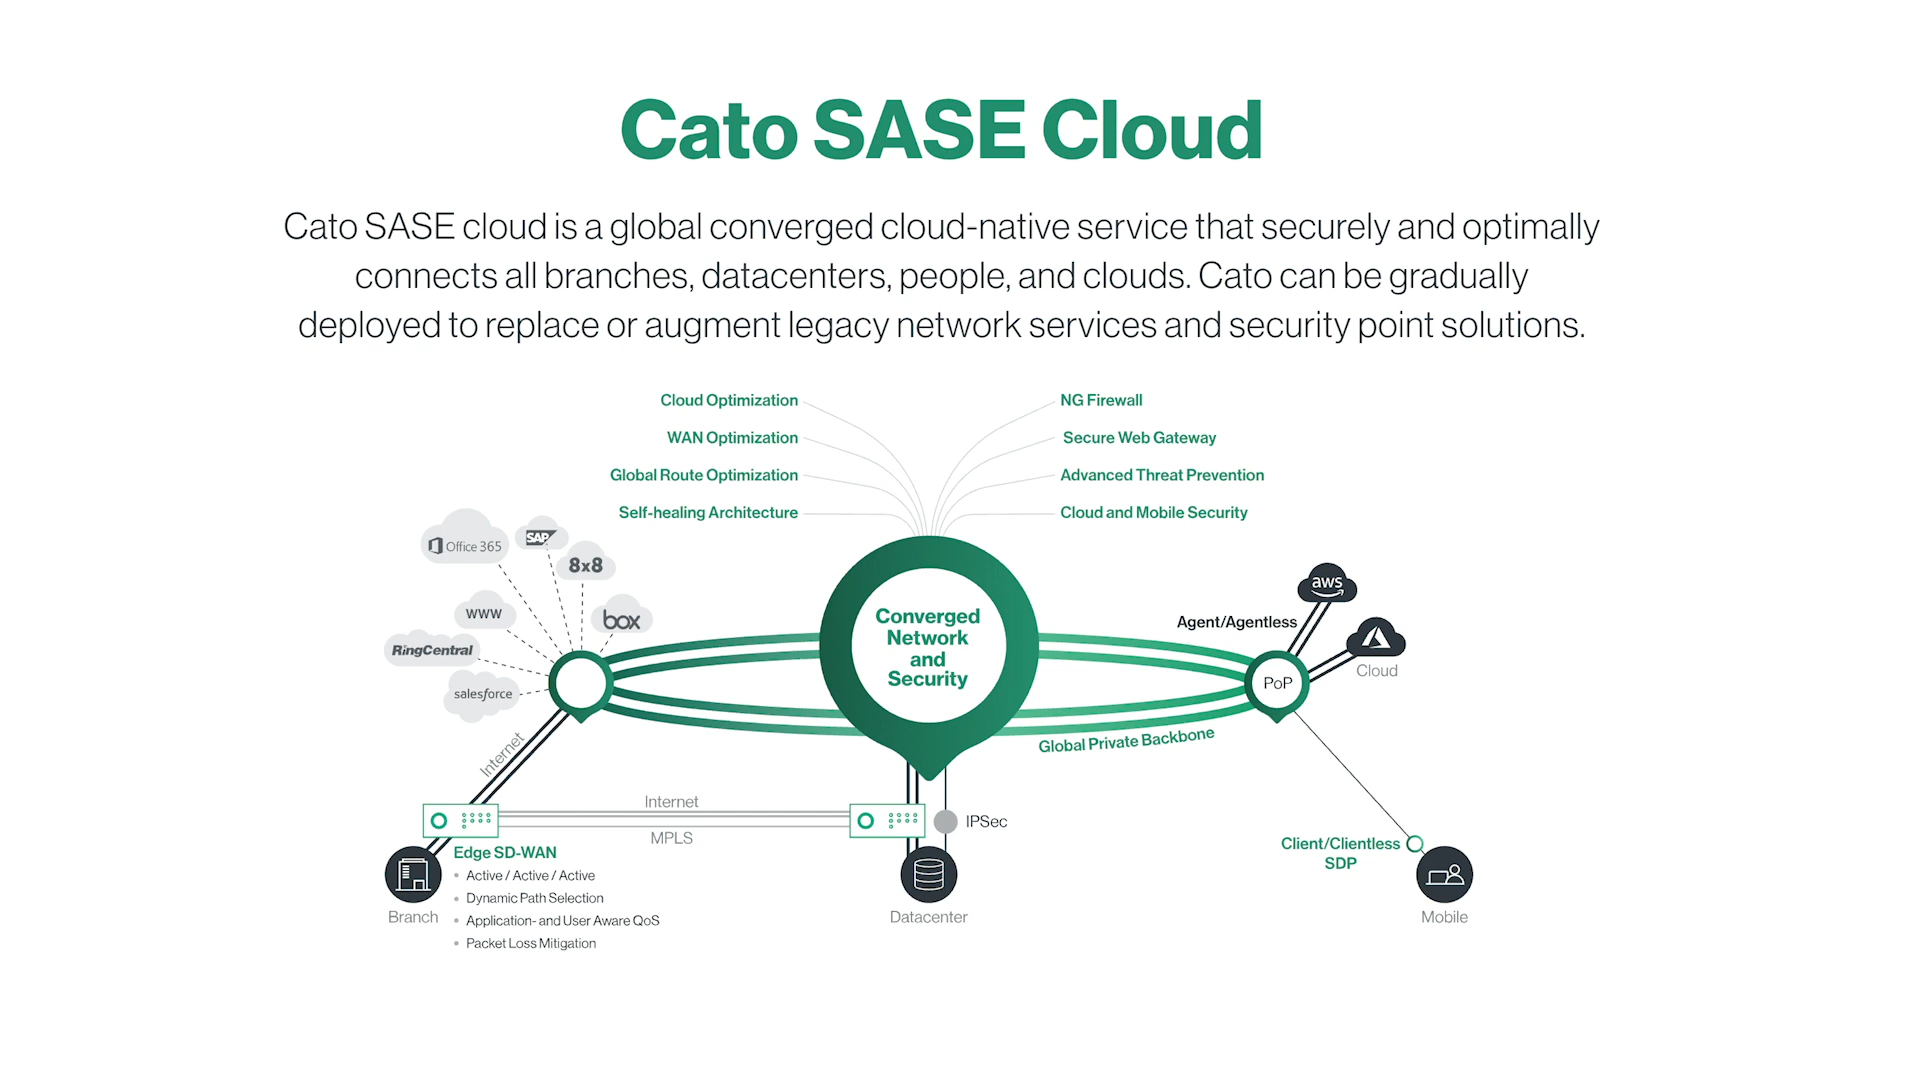 Cato SASE Cloud
Cato SASE cloud is a global converged cloud-native service that securely and optimally
connects all branches, datacenters, people, and clouds. Cato can be gradually
deployed to replace or augment legacy network services and security point solutions.
Cloud Optimization
WAN Optimization
Global Route Optimization
Self-healing Architecture
NG Firewall
Secure Web Gateway
Advanced Threat Prevention
Cloud and Mobile Security
Office 365
SAP
8x8
www
box
RingCentral
salesforce
Converged
Network
and
Security
Agent/Agentless
aws
Cloud
PoP
Global Private Backbone
Internet
Internet
MPLS
IPSec
Edge SD-WAN
• Active / Active / Active
• Dynamic Path Selection
• Application- and User Aware QoS
• Packet Loss Mitigation
Branch
Datacenter
Client/Clientless
SDP
Mobile